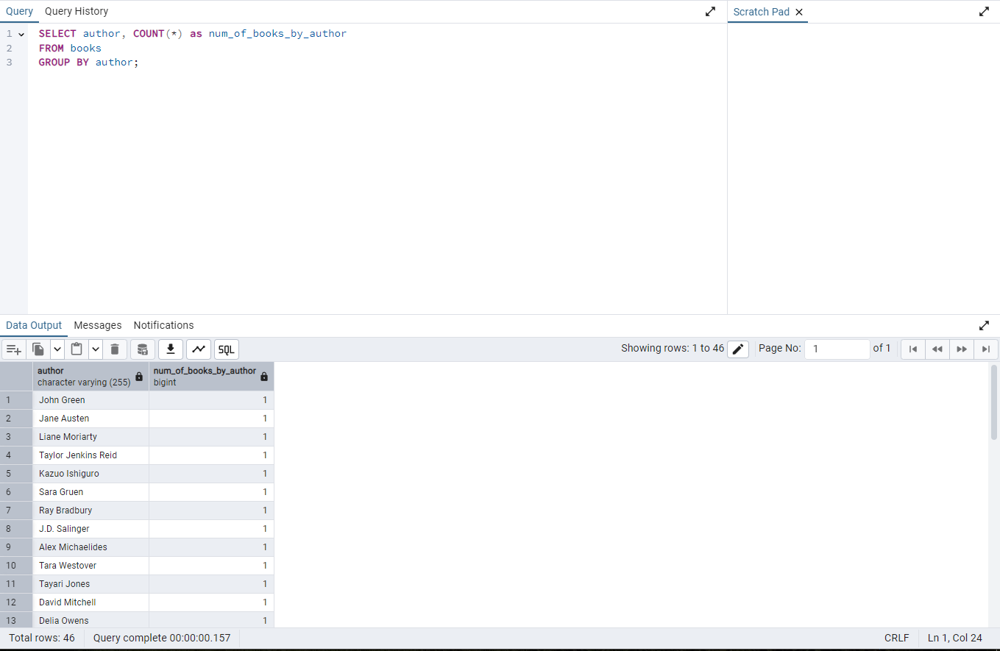 Query Query History
Scratch Pad
1 SELECT author, COUNT(*) as num_of_books_by_author
2 FROM books
3 GROUP BY author;
Data Output Messages Notifications
SQL Showing rows: 1 to 46 Page No: 1 of 1
author num_of_books_by_author
character varying (255) bigint
1 John Green 1
2 Jane Austen 1
3 Liane Moriarty 1
4 Taylor Jenkins Reid 1
5 Kazuo Ishiguro 1
6 Sara Gruen 1
7 Ray Bradbury 1
8 J.D. Salinger 1
9 Alex Michaelides 1
10 Tara Westover 1
11 Tayari Jones 1
12 David Mitchell 1
13 Delia Owens 1
Total rows: 46 Query complete 00:00:00.157 CRLF Ln 1, Col 24